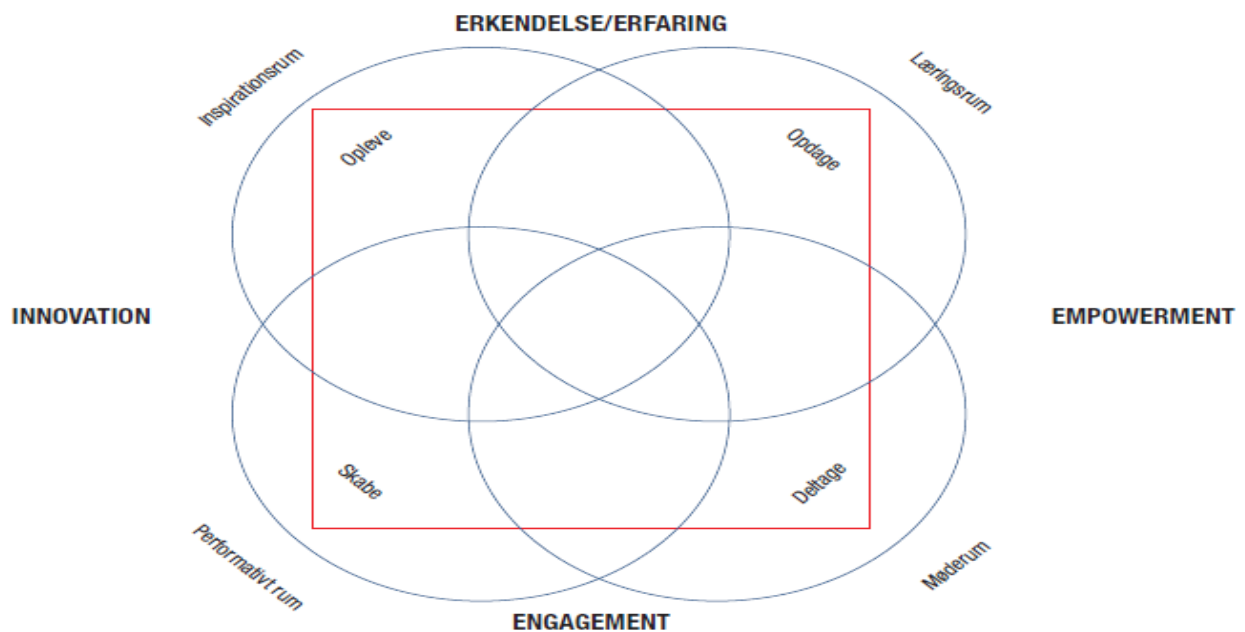 ERKENDELSE/ERFARING
Inspirationsrum
Læringsrum
Opleve
Opdage
INNOVATION
EMPOWERMENT
Skabe
Deltage
Performativt rum
Møderum
ENGAGEMENT